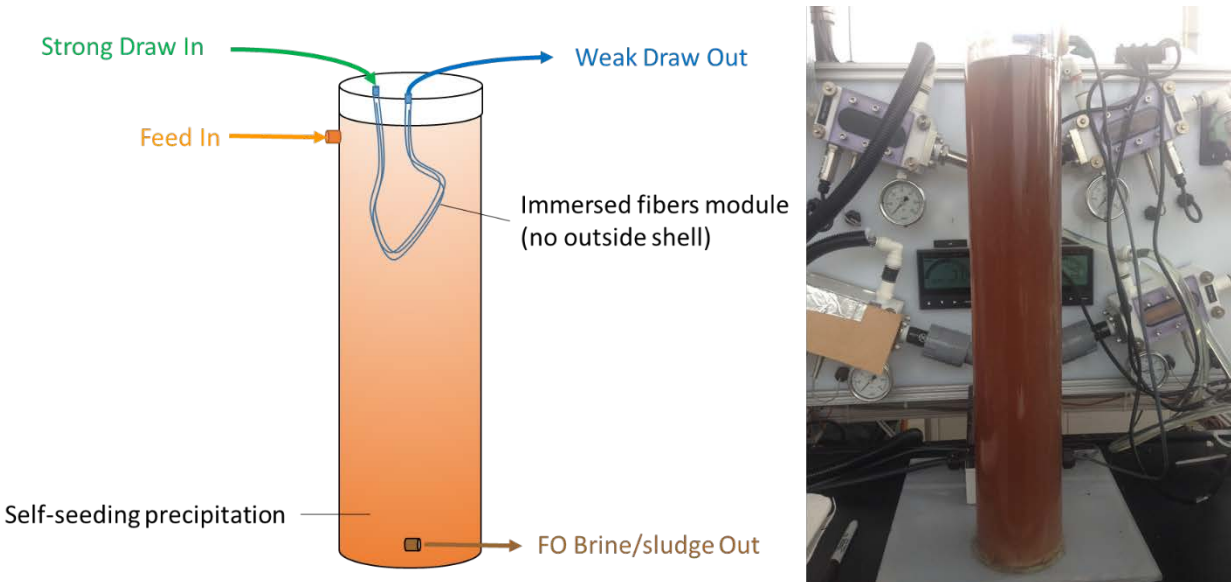 Strong Draw In
Weak Draw Out
Feed In
Immersed fibers module
(no outside shell)
Self-seeding precipitation
FO Brine/sludge Out